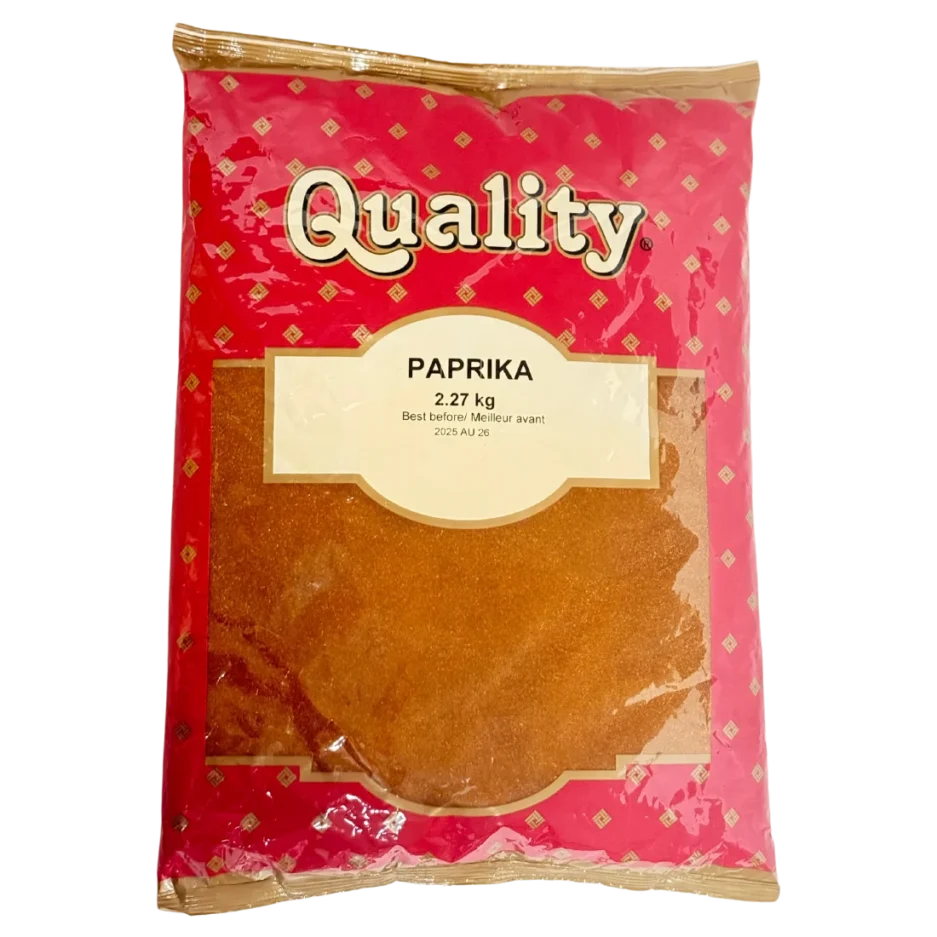 Quality®
PAPRIKA
2.27 kg
Best before/ Meilleur avant
2025 AU 26